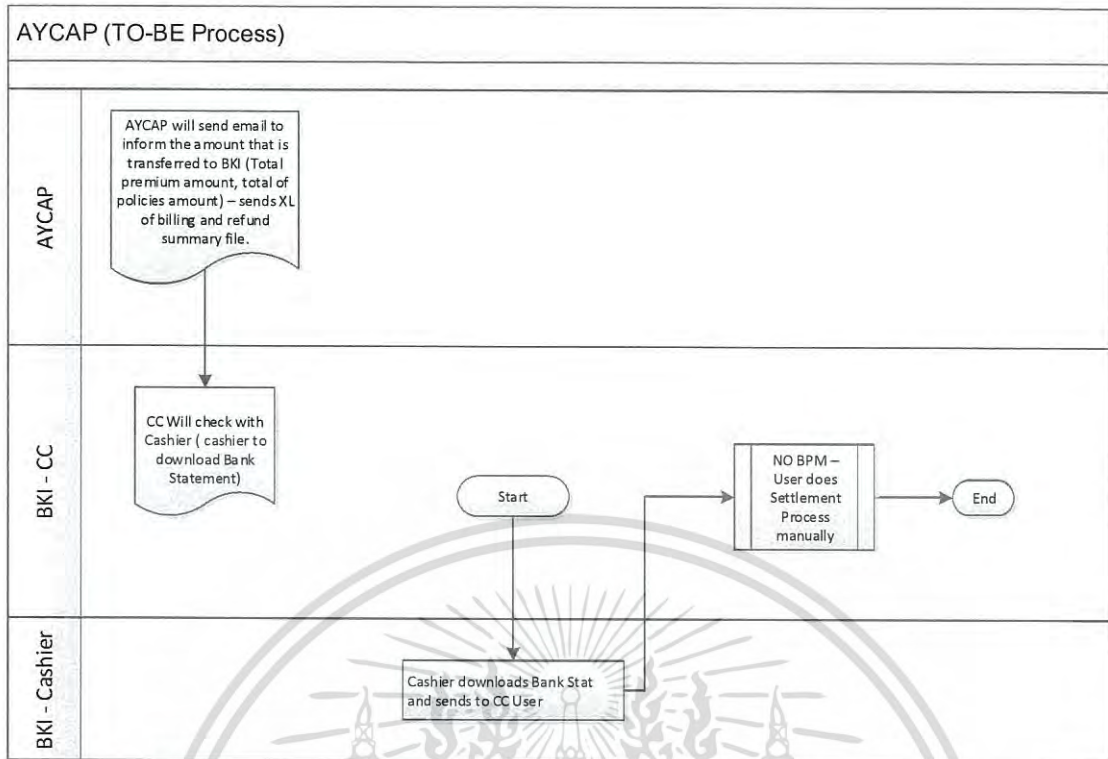 AYCAP (TO-BE Process)
AYCAP
AYCAP will send email to
inform the amount that is
transferred to BKI (Total
premium amount, total of
policies amount) – sends XL
of billing and refund
summary file.
BKI - CC
CC Will check with
Cashier ( cashier to
download Bank
Statement)
Start
NO BPM –
User does
Settlement
Process
manually
End
BKI - Cashier
Cashier downloads Bank Stat
and sends to CC User